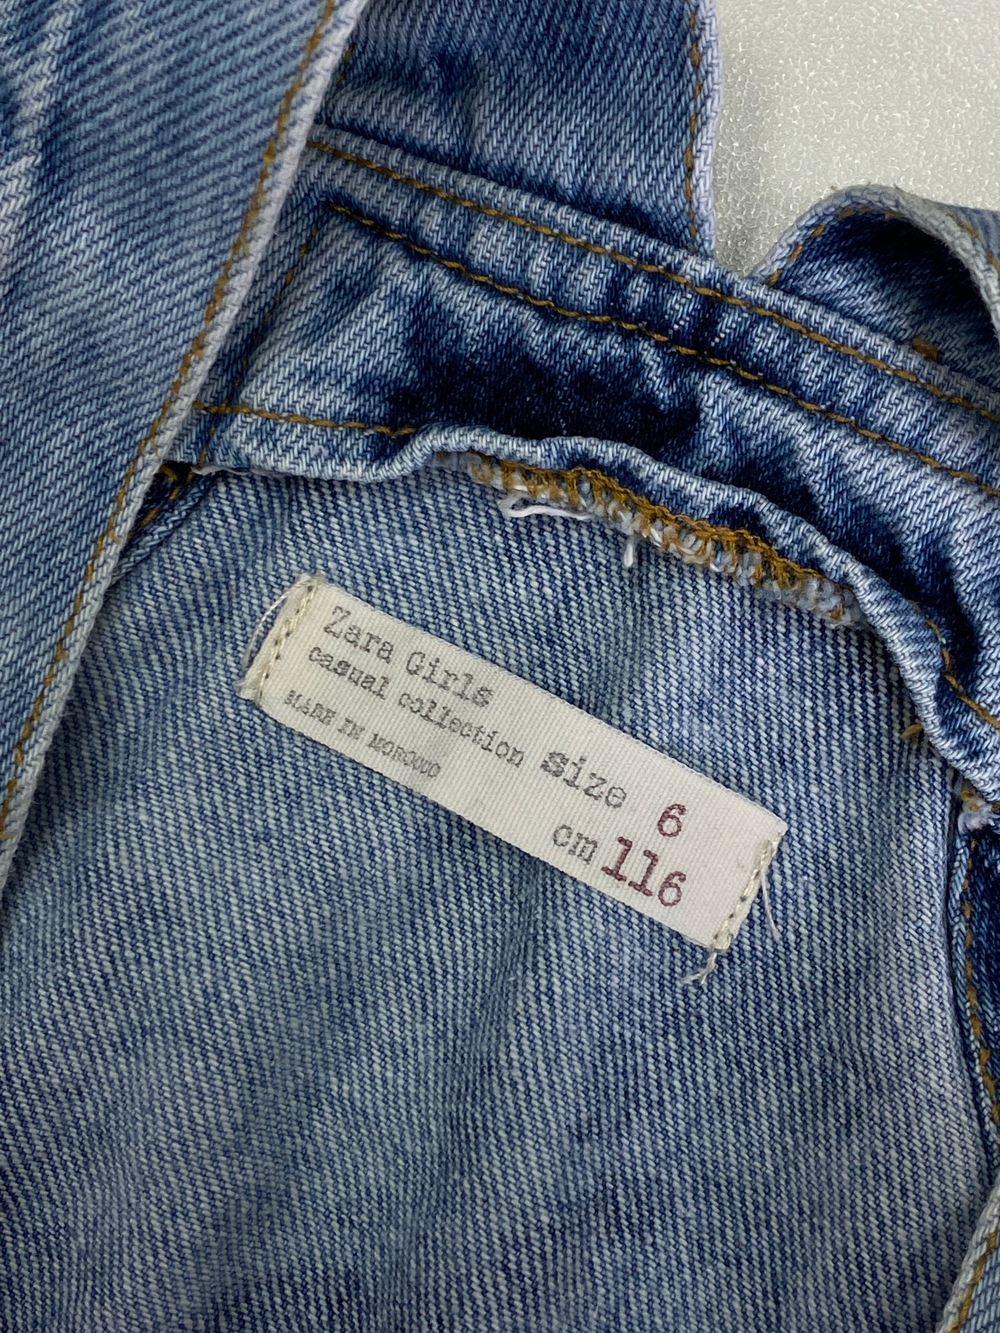 Zara Girls
casual collection size 6
MADE IN MOROCCO
cm 116